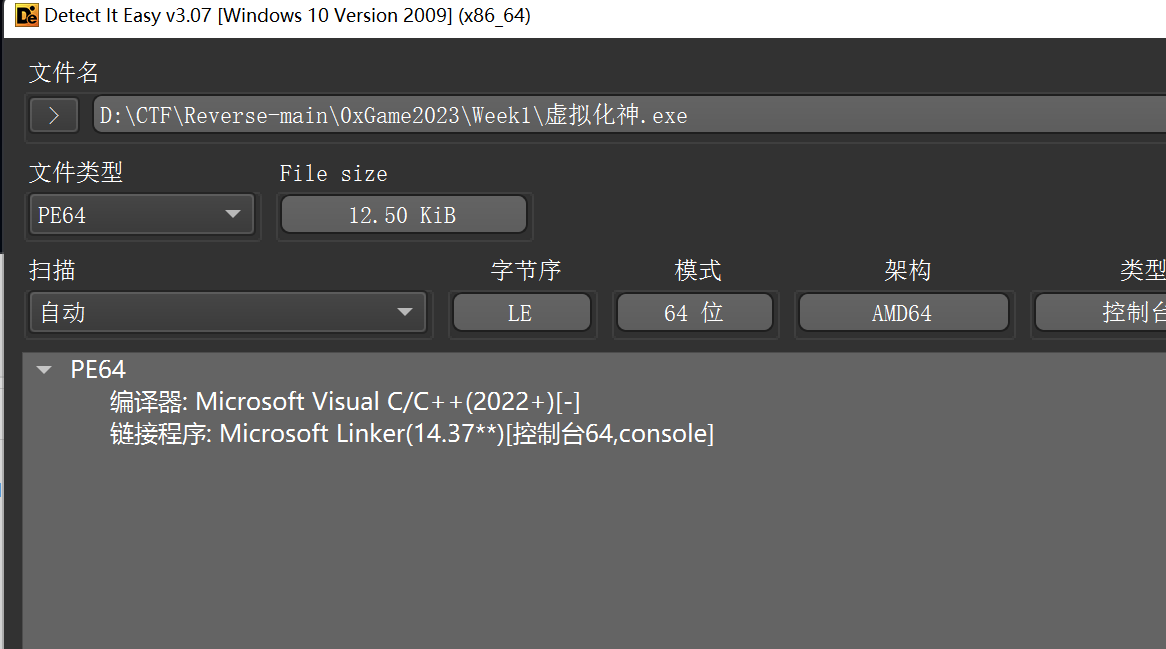 Detect It Easy v3.07 [Windows 10 Version 2009] (x86_64)
文件名
D:\CTF\Reverse-main\0xGame2023\Week1\虚拟化神.exe
文件类型 File size
PE64 12.50 KiB
扫描 字节序 模式 架构 类型
自动 LE 64 位 AMD64 控制台
PE64
编译器: Microsoft Visual C/C++(2022+)[-]
链接程序: Microsoft Linker(14.37**)[控制台64,console]